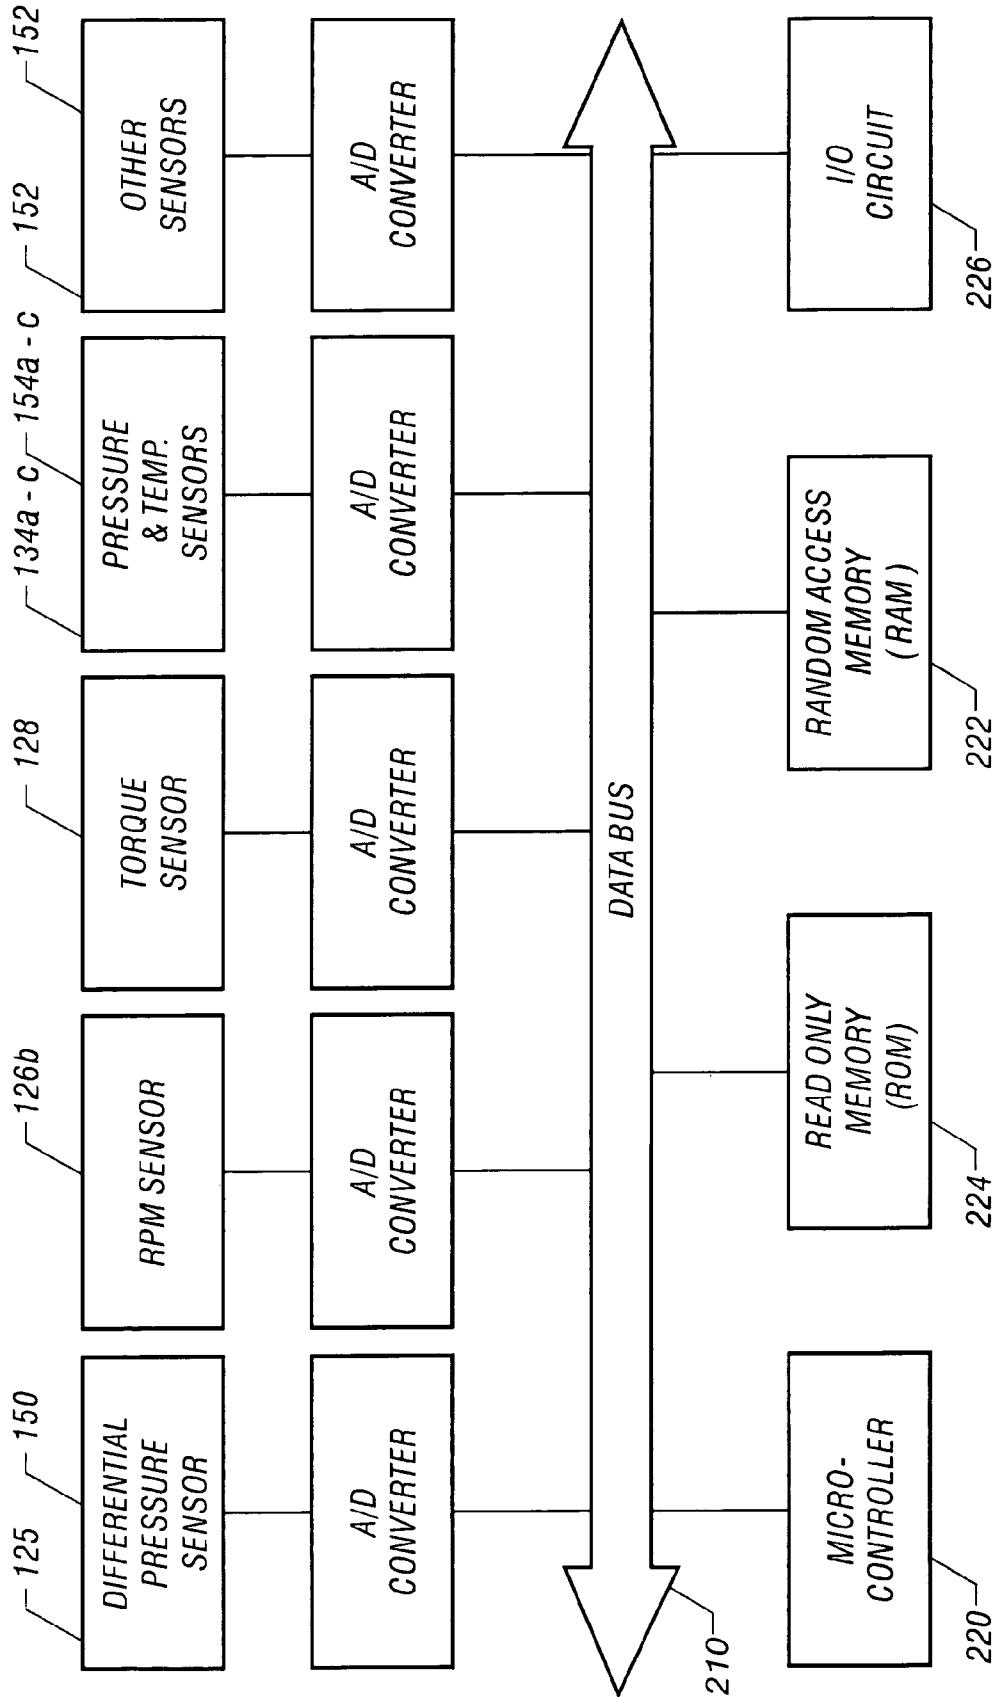 125
150
126b
128
134a - c
154a - c
152
152
DIFFERENTIAL
PRESSURE
SENSOR
RPM SENSOR
TORQUE
SENSOR
PRESSURE
& TEMP.
SENSORS
OTHER
SENSORS
A/D
CONVERTER
A/D
CONVERTER
A/D
CONVERTER
A/D
CONVERTER
A/D
CONVERTER
DATA BUS
210
MICRO-
CONTROLLER
READ ONLY
MEMORY
(ROM)
RANDOM ACCESS
MEMORY
(RAM)
I/O
CIRCUIT
220
224
222
226